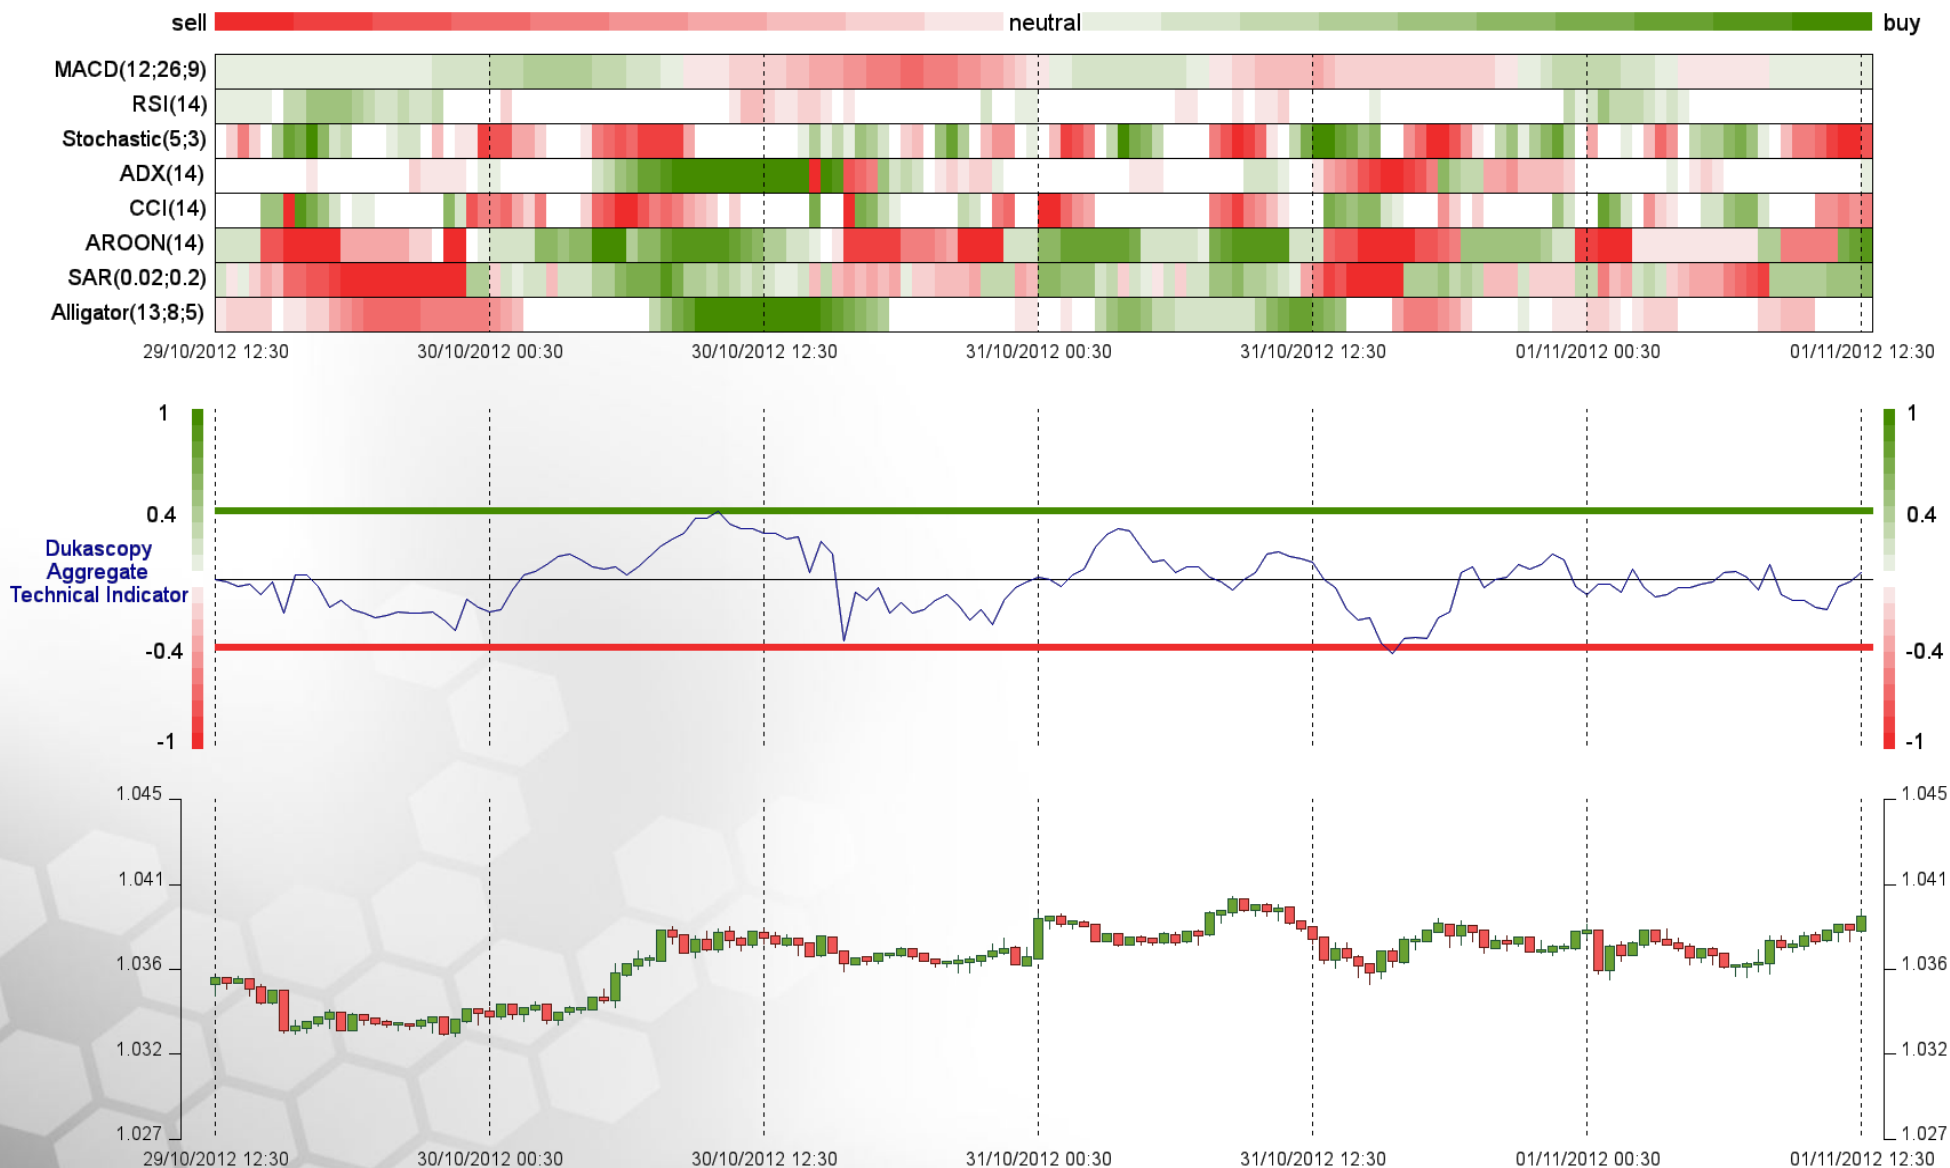 sell neutral buy
MACD(12;26;9)
RSI(14)
Stochastic(5;3)
ADX(14)
CCI(14)
AROON(14)
SAR(0.02;0.2)
Alligator(13;8;5)
29/10/2012 12:30 30/10/2012 00:30 30/10/2012 12:30 31/10/2012 00:30 31/10/2012 12:30 01/11/2012 00:30 01/11/2012 12:30
1 1
0.4 0.4
Dukascopy
Aggregate
Technical Indicator
-0.4 -0.4
-1 -1
1.045 1.045
1.041 1.041
1.036 1.036
1.032 1.032
1.027 1.027
29/10/2012 12:30 30/10/2012 00:30 30/10/2012 12:30 31/10/2012 00:30 31/10/2012 12:30 01/11/2012 00:30 01/11/2012 12:30